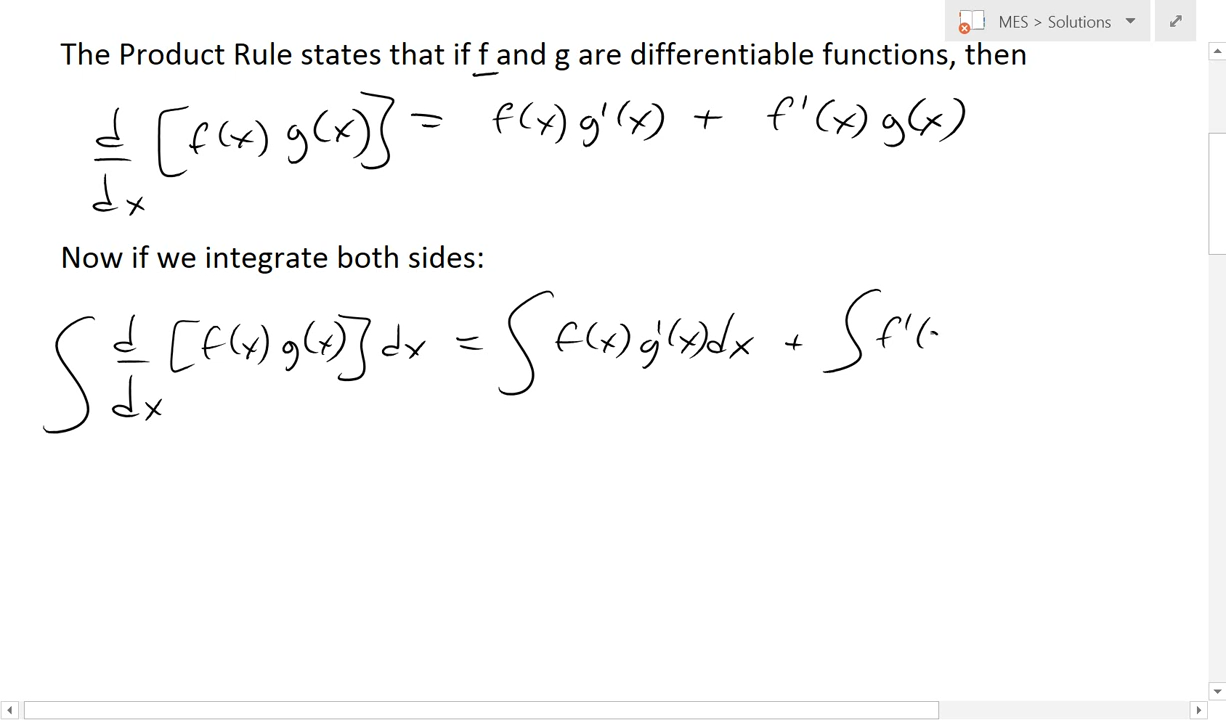 MES > Solutions
The Product Rule states that if f and g are differentiable functions, then
d/dx [f(x) g(x)] = f(x) g'(x) + f'(x) g(x)
Now if we integrate both sides:
∫ d/dx [f(x) g(x)] dx = ∫ f(x) g'(x) dx + ∫ f'(